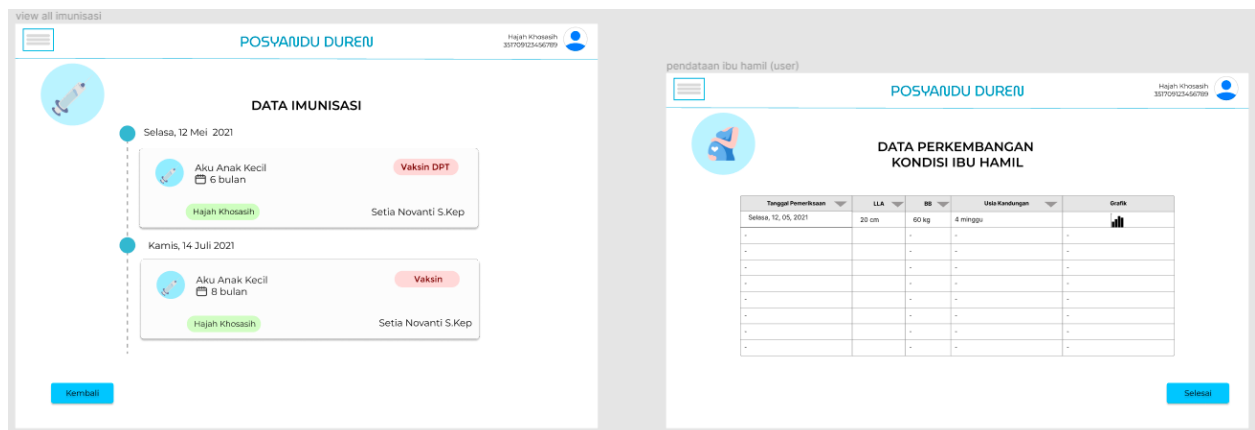 view all imunisasi
POSYANDU DUREN
Hajah Khosasih
351709123456789
DATA IMUNISASI
Selasa, 12 Mei 2021
Aku Anak Kecil
Vaksin DPT
6 bulan
Hajah Khosasih
Setia Novanti S.Kep
Kamis, 14 Juli 2021
Aku Anak Kecil
Vaksin
8 bulan
Hajah Khosasih
Setia Novanti S.Kep
Kembali
pendataan ibu hamil (user)
POSYANDU DUREN
Hajah Khosasih
351709123456789
DATA PERKEMBANGAN
KONDISI IBU HAMIL
Tanggal Pemeriksaan LLA BB Usia Kandungan Grafik
Selasa, 12, 05, 2021 20 cm 60 kg 4 minggu
- - - -
- - - -
- - - -
- - - -
- - - -
- - - -
- - - -
- - - -
Selesai